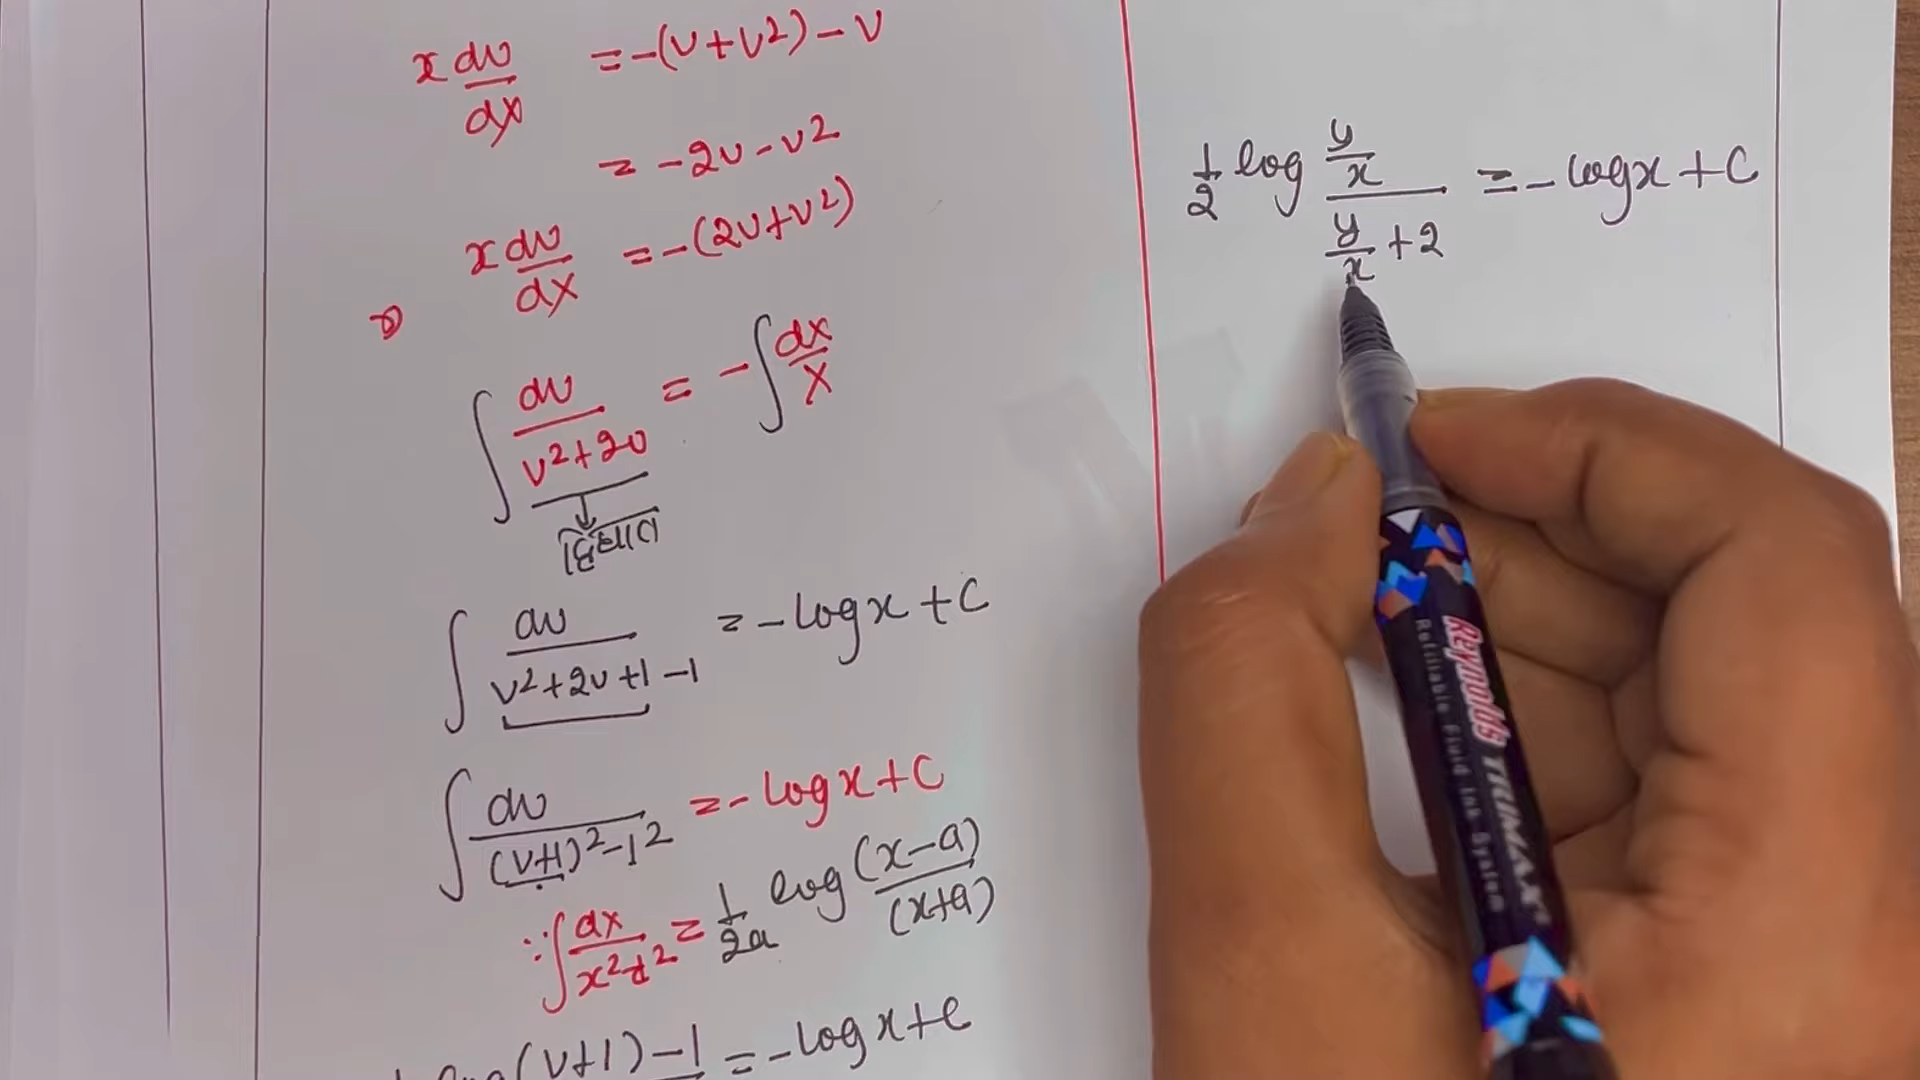 x dv/dx = -(v+v²) - v
= -2v - v²
x dv/dx = -(2v+v²)
∫ dv/(v²+2v) = -∫ dx/x
∫ dv/(v²+2v+1-1) = -log x + C
∫ dv/((v+1)²-1²) = -log x + C
∵ ∫ dx/(x²-a²) = 1/2a log (x-a)/(x+a)
(v+1)-1 = -log x + c
1/2 log (y/x)/(y/x + 2) = -log x + C
Reynolds TRIMAX
Refillable Fluid Ink System